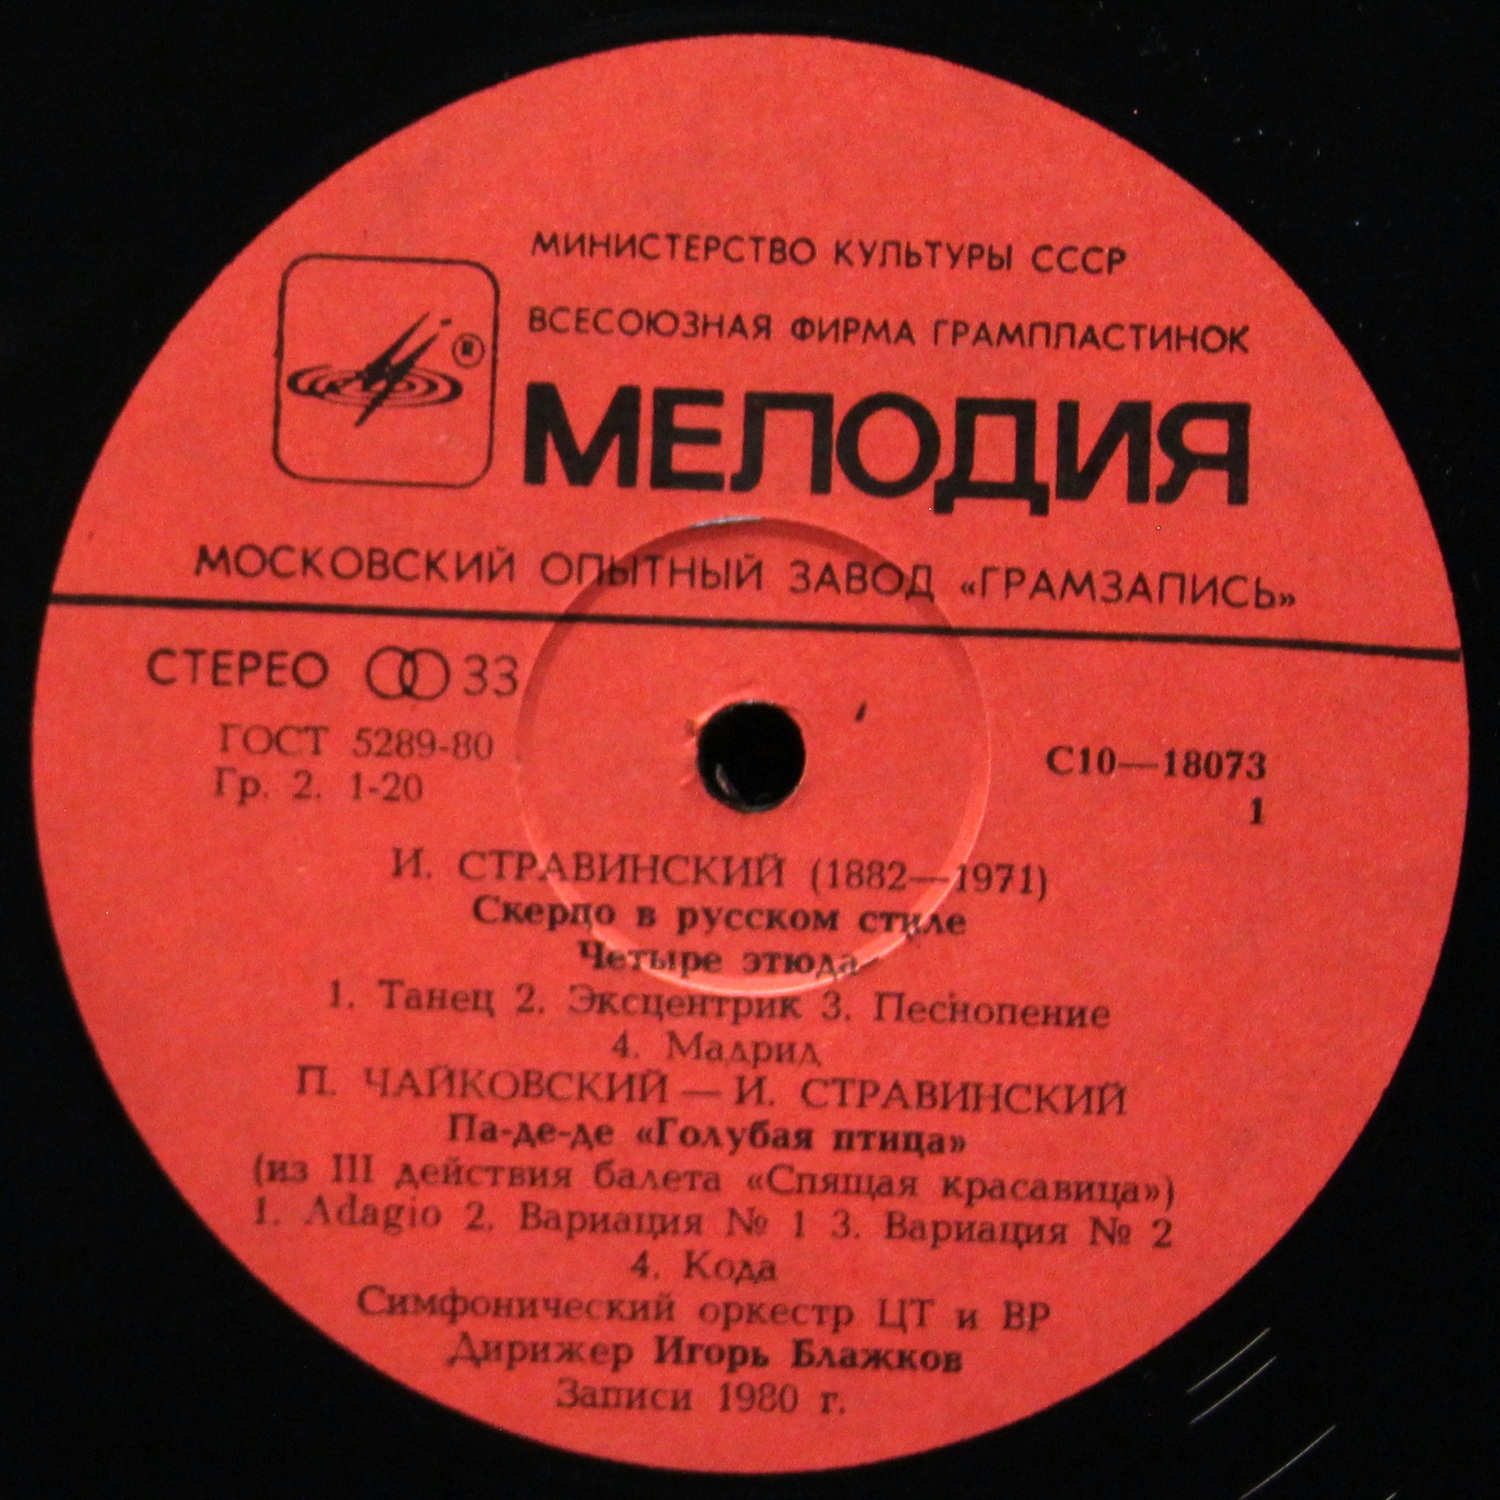 МИНИСТЕРСТВО КУЛЬТУРЫ СССР
ВСЕСОЮЗНАЯ ФИРМА ГРАМПЛАСТИНОК
®
МЕЛОДИЯ
МОСКОВСКИЙ ОПЫТНЫЙ ЗАВОД «ГРАМЗАПИСЬ»
СТЕРЕО 33
ГОСТ 5289-80
Гр. 2. 1-20
С10—18073
1
И. СТРАВИНСКИЙ (1882—1971)
Скерцо в русском стиле
Четыре этюда
1. Танец 2. Эксцентрик 3. Песнопение
4. Мадрид
П. ЧАЙКОВСКИЙ — И. СТРАВИНСКИЙ
Па-де-де «Голубая птица»
(из III действия балета «Спящая красавица»)
1. Adagio 2. Вариация № 1 3. Вариация № 2
4. Кода
Симфонический оркестр ЦТ и ВР
Дирижер Игорь Блажков
Записи 1980 г.